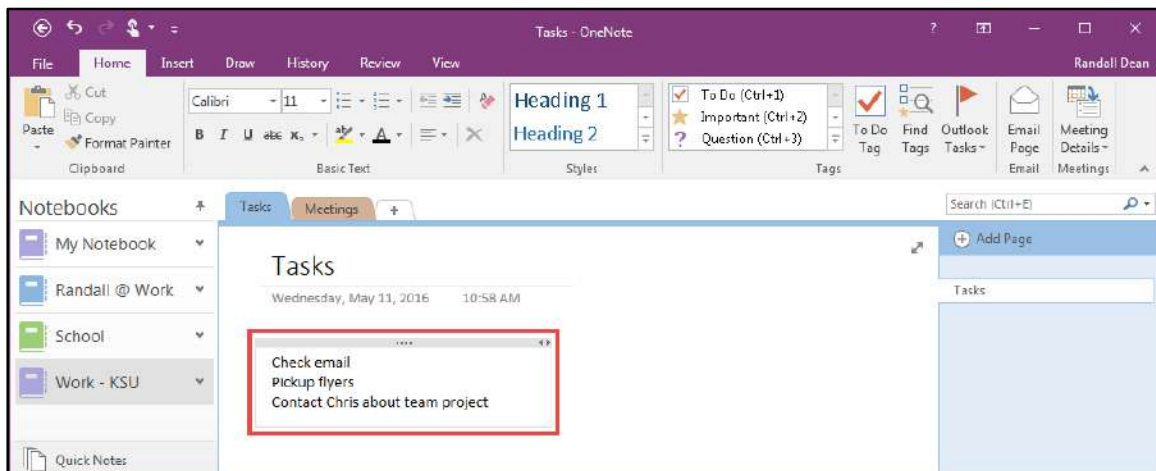 Tasks - OneNote
?
File Home Insert Draw History Review View Randall Dean
Paste
Cut
Copy
Format Painter
Clipboard
Calibri 11
B I U abc X₂ A
Basic Text
Heading 1
Heading 2
Styles
To Do (Ctrl+1)
Important (Ctrl+2)
? Question (Ctrl+3)
To Do Tag
Find Tags
Outlook Tasks
Tags
Email Page
Email
Meeting Details
Meetings
Notebooks
My Notebook
Randall @ Work
School
Work - KSU
Quick Notes
Tasks Meetings +
Search (Ctrl+E)
Add Page
Tasks
Tasks
Wednesday, May 11, 2016 10:58 AM
Check email
Pickup flyers
Contact Chris about team project